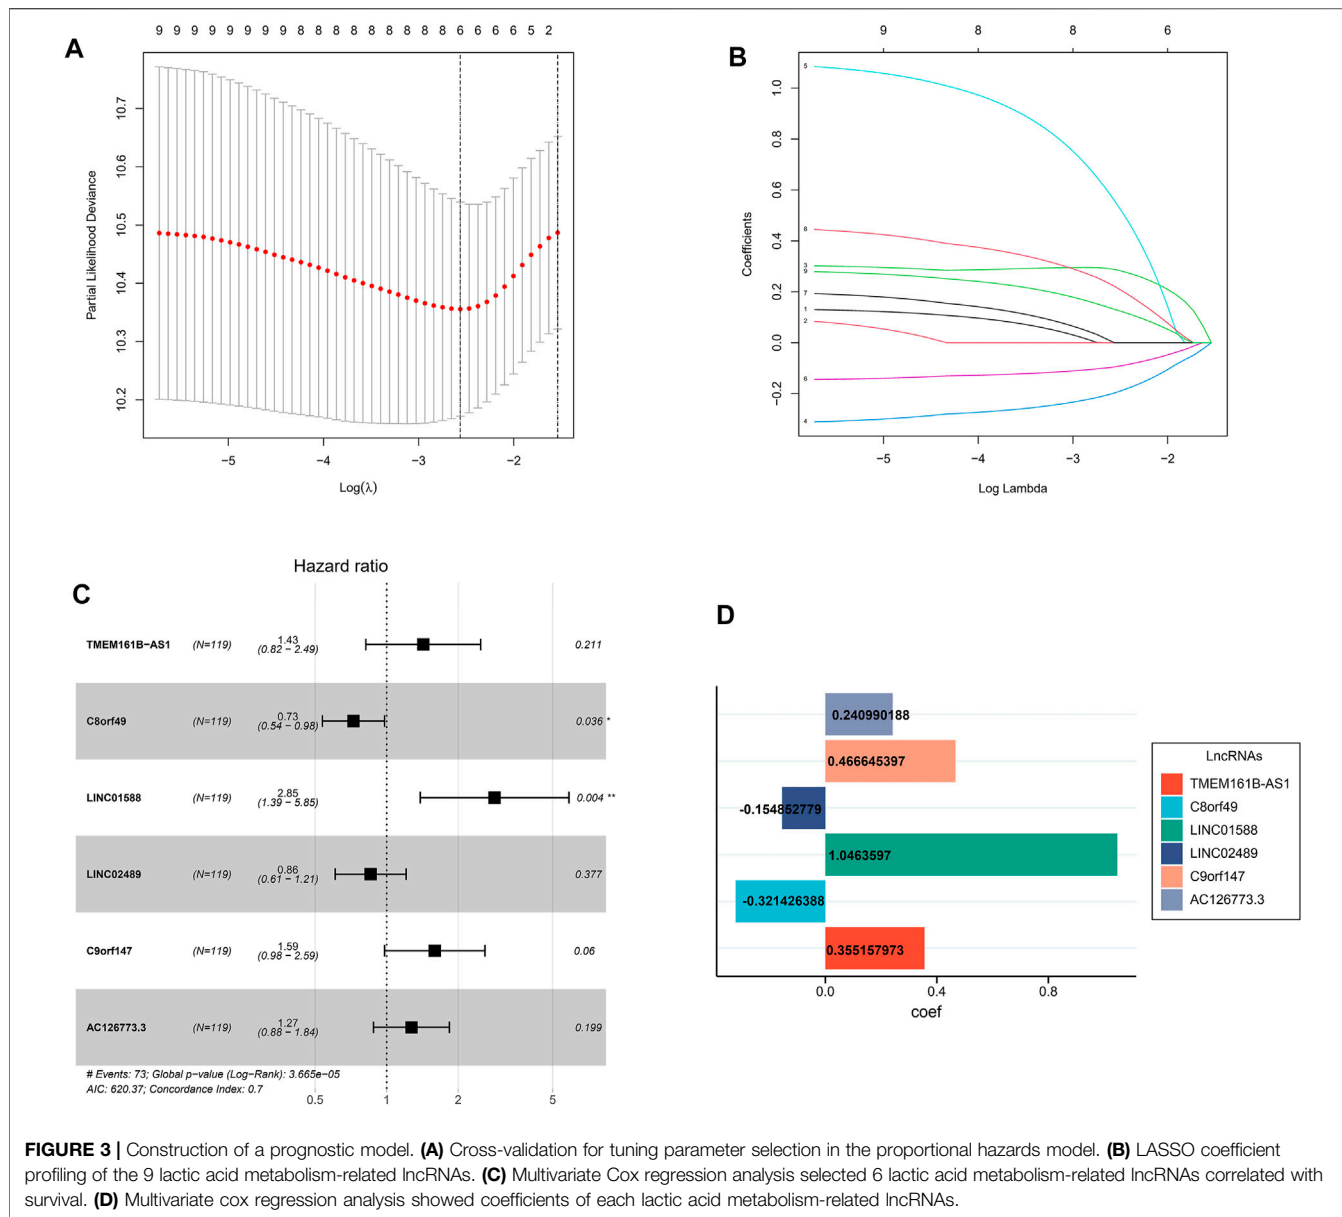 9 9 9 9 9 9 9 9 8 8 8 8 8 8 8 8 8 6 6 6 6 5 2
(A)
10.7
10.6
10.5
10.4
10.3
10.2
Partial Likelihood Deviance
−5 −4 −3 −2
Log(λ)
9 8 8 6
(B)
1.0
0.8
0.6
0.4
0.2
0.0
−0.2
Coefficients
5
8
3
9
7
1
2
6
4
−5 −4 −3 −2
Log Lambda
Hazard ratio
C
TMEM161B−AS1 (N=119) 1.43 (0.82 − 2.49) 0.211
C8orf49 (N=119) 0.73 (0.54 − 0.98) 0.036 *
LINC01588 (N=119) 2.85 (1.39 − 5.85) 0.004 **
LINC02489 (N=119) 0.86 (0.61 − 1.21) 0.377
C9orf147 (N=119) 1.59 (0.98 − 2.59) 0.06
AC126773.3 (N=119) 1.27 (0.88 − 1.84) 0.199
# Events: 73; Global p−value (Log−Rank): 3.665e−05
AIC: 620.37; Concordance Index: 0.7
0.5 1 2 5
D
0.240990188
0.466645397
-0.154852779
1.0463597
-0.321426388
0.355157973
0.0 0.4 0.8
coef
LncRNAs
TMEM161B-AS1
C8orf49
LINC01588
LINC02489
C9orf147
AC126773.3
FIGURE 3 | Construction of a prognostic model. (A) Cross-validation for tuning parameter selection in the proportional hazards model. (B) LASSO coefficient
profiling of the 9 lactic acid metabolism-related lncRNAs. (C) Multivariate Cox regression analysis selected 6 lactic acid metabolism-related lncRNAs correlated with
survival. (D) Multivariate cox regression analysis showed coefficients of each lactic acid metabolism-related lncRNAs.